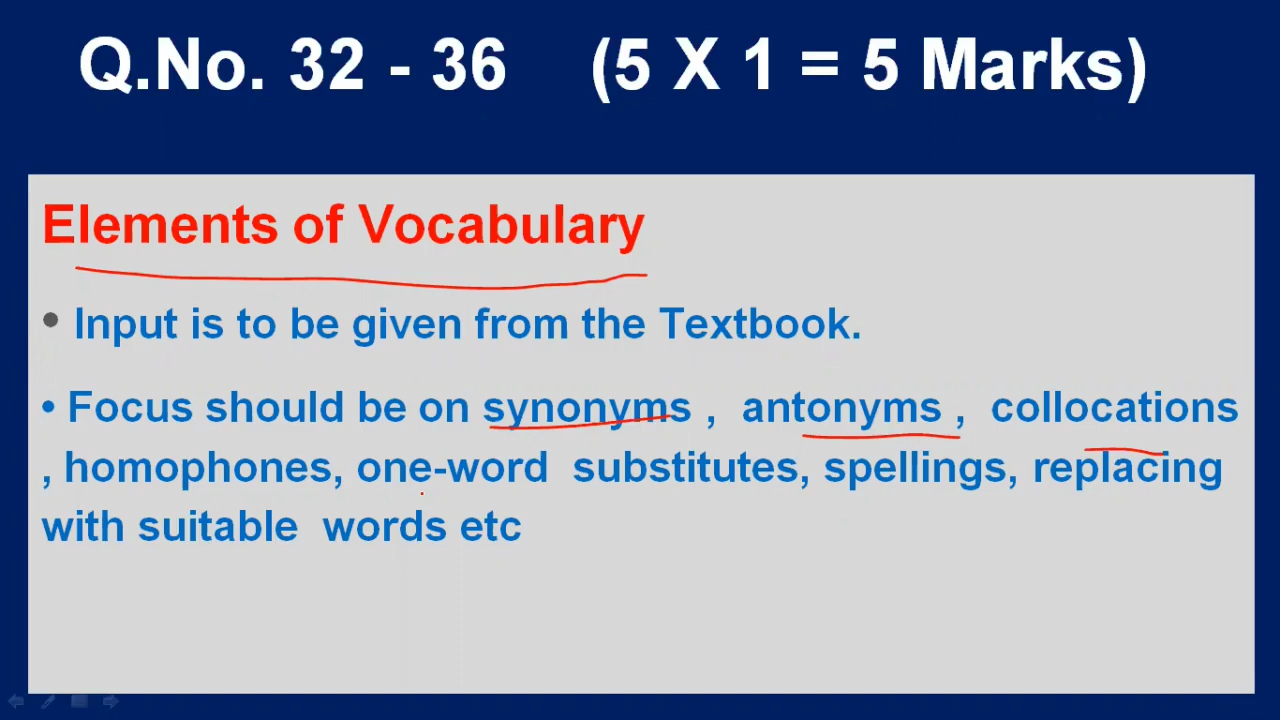 Q.No. 32 - 36 (5 X 1 = 5 Marks)
Elements of Vocabulary
• Input is to be given from the Textbook.
• Focus should be on synonyms , antonyms , collocations
, homophones, one-word substitutes, spellings, replacing
with suitable words etc